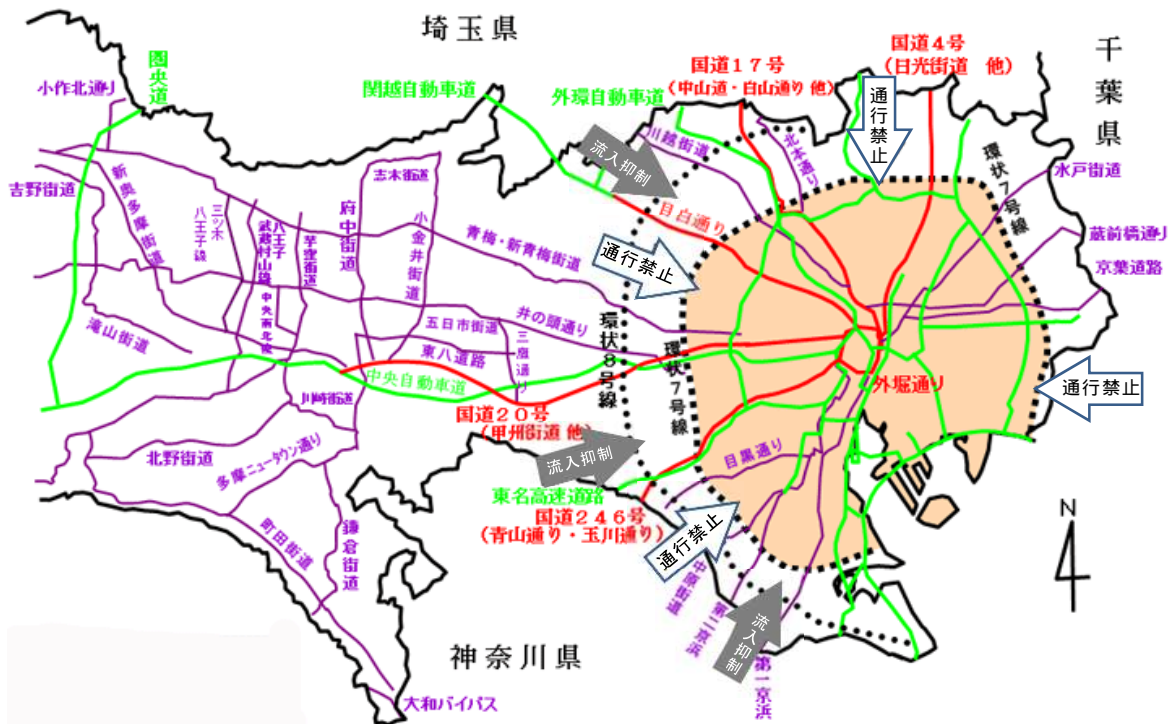 埼玉県
千葉県
国道4号
(日光街道 他)
国道17号
(中山道・白山通り 他)
圏央道
小作北通り
関越自動車道
外環自動車道
通行禁止
川越街道
北本通り
流入抑制
環状7号線
水戸街道
吉野街道
新奥多摩街道
志木街道
目白通り
三ツ木
八王子線
八王子
武蔵村山線
芋窪街道
府中街道
小金井街道
青梅・新青梅街道
通行禁止
蔵前橋通り
京葉道路
中央南北線
滝山街道
五日市街道
井の頭通り
三鷹通り
東八道路
環状8号線
環状7号線
中央自動車道
外堀通り
通行禁止
川崎街道
国道20号
(甲州街道 他)
北野街道
多摩ニュータウン通り
流入抑制
目黒通り
東名高速道路
国道246号
(青山通り・玉川通り)
通行禁止
N
町田街道
鎌倉街道
中原街道
第二京浜
流入抑制
第一京浜
神奈川県
大和バイパス